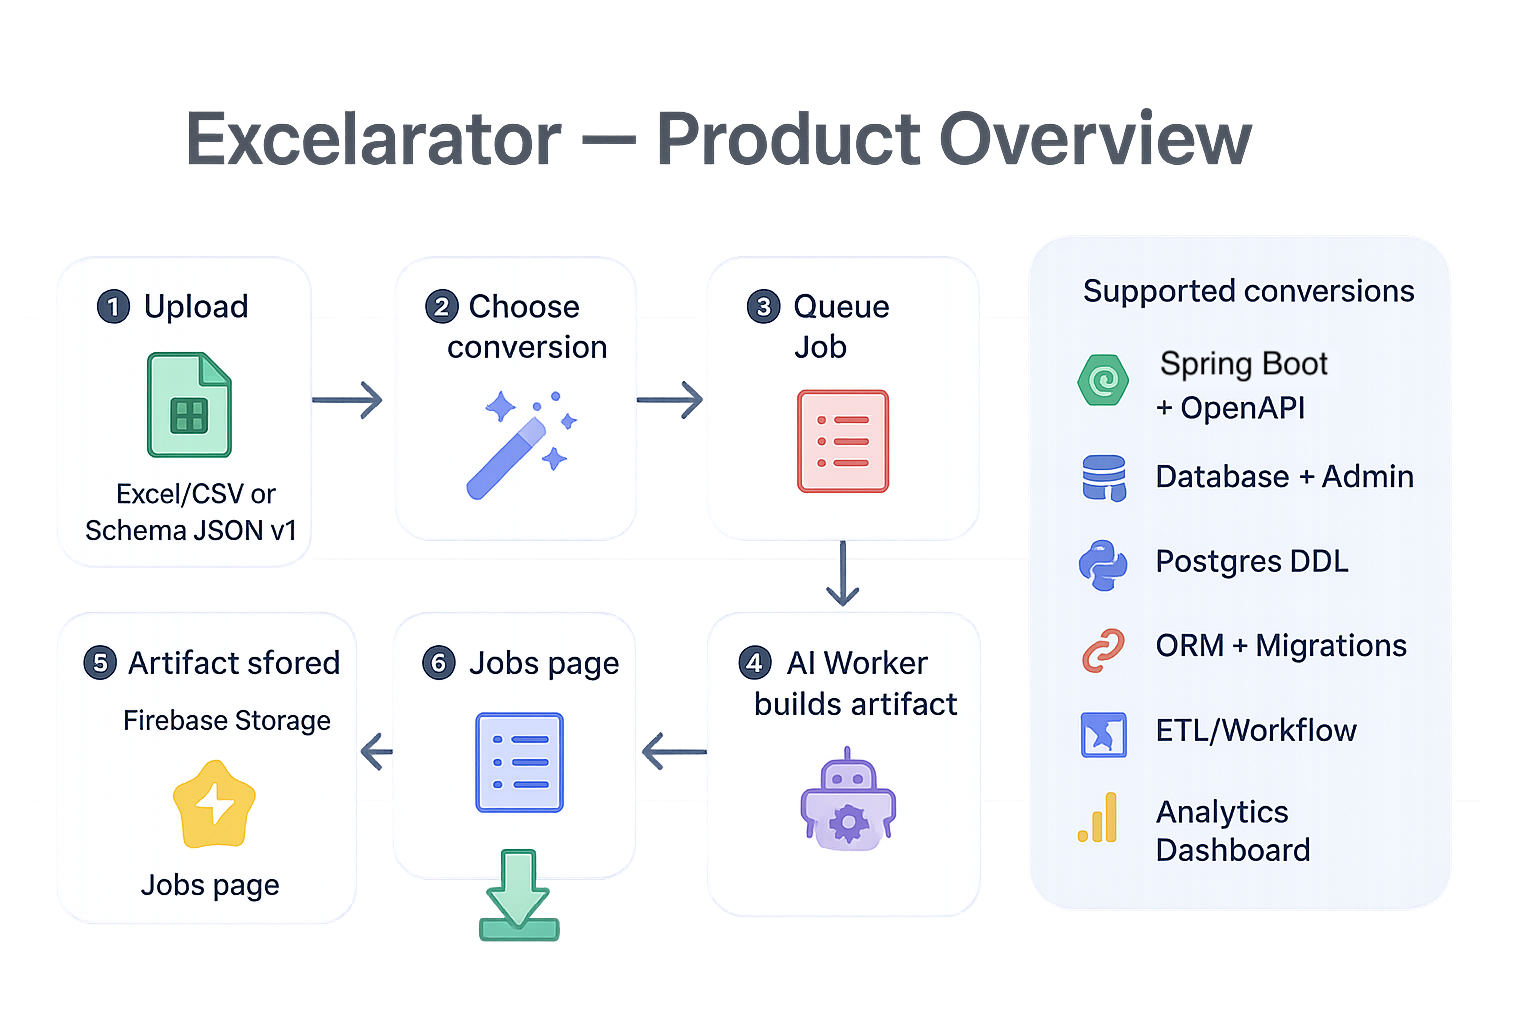 Excelarator — Product Overview
1 Upload
Excel/CSV or
Schema JSON v1
2 Choose
conversion
3 Queue
Job
4 AI Worker
builds artifact
5 Artifact sfored
Firebase Storage
Jobs page
6 Jobs page
Supported conversions
Spring Boot
+ OpenAPI
Database + Admin
Postgres DDL
ORM + Migrations
ETL/Workflow
Analytics
Dashboard